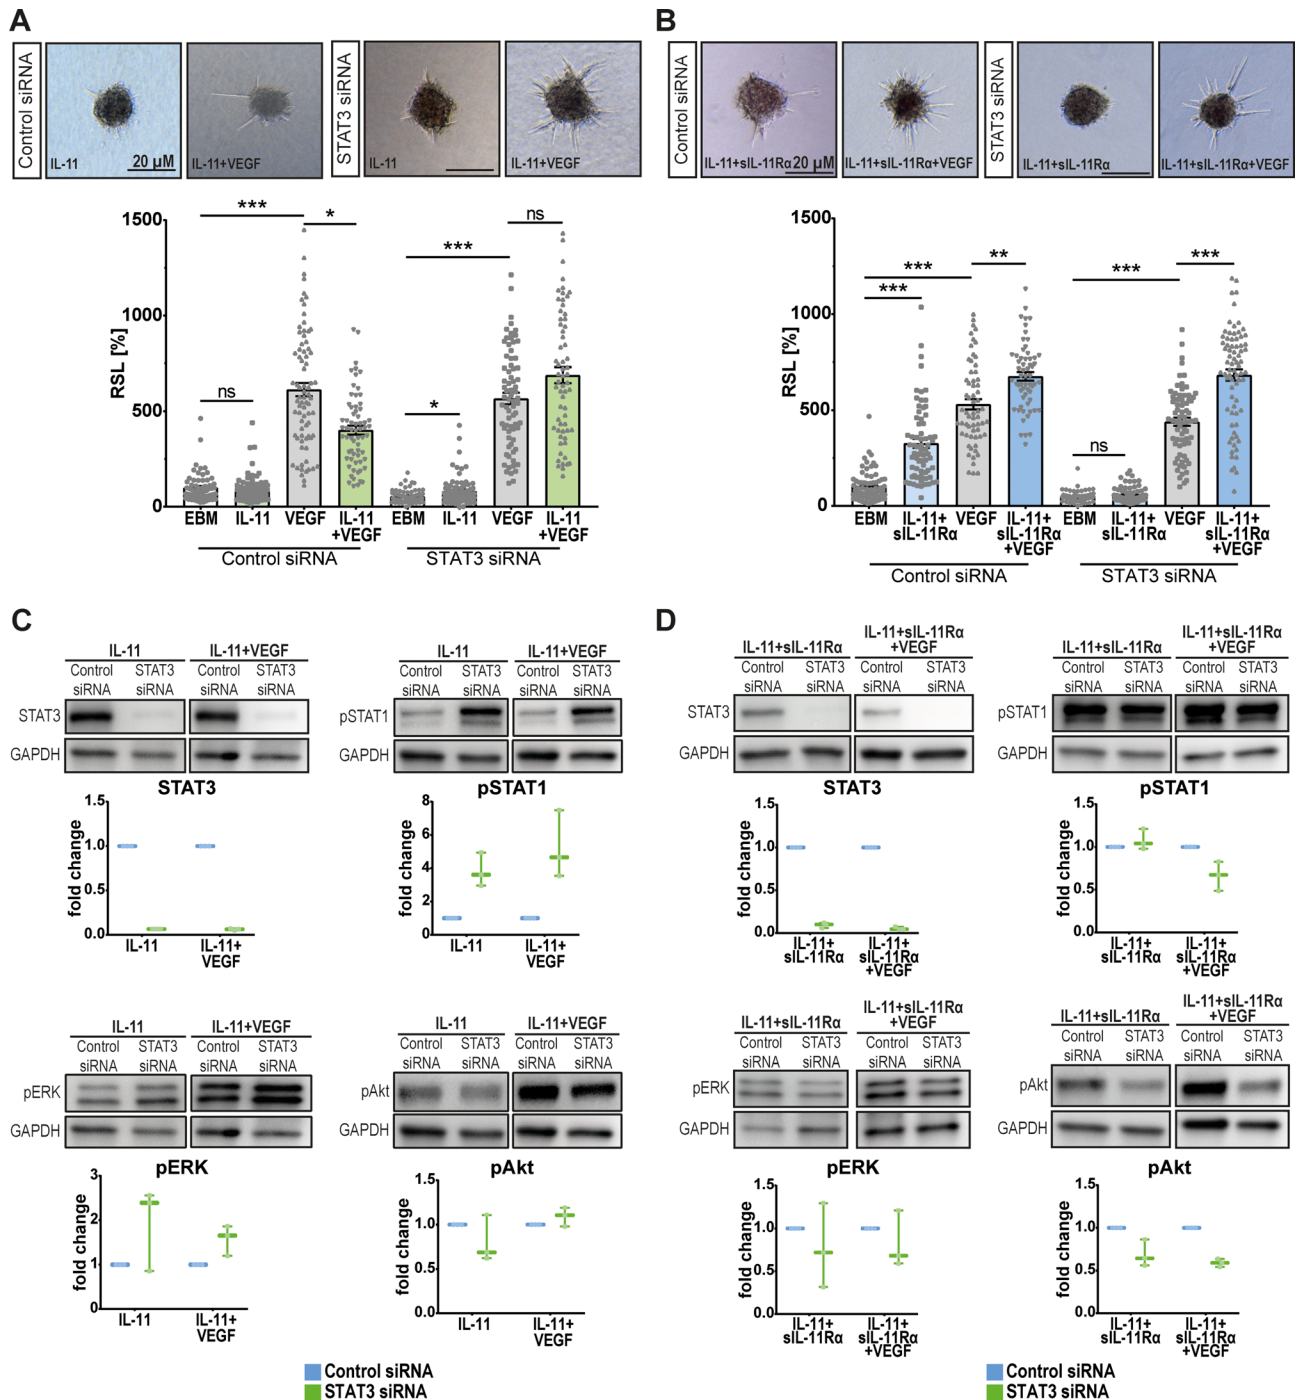 A
Control siRNA
IL-11
20 µM
IL-11+VEGF
STAT3 siRNA
IL-11
IL-11+VEGF
RSL [%]
1500
1000
500
0
***
*
ns
***
*
ns
EBM
IL-11
VEGF
IL-11
+VEGF
EBM
IL-11
VEGF
IL-11
+VEGF
Control siRNA
STAT3 siRNA
B
Control siRNA
IL-11+sIL-11Rα
20 µM
IL-11+sIL-11Rα+VEGF
STAT3 siRNA
IL-11+sIL-11Rα
IL-11+sIL-11Rα+VEGF
RSL [%]
1500
1000
500
0
***
***
**
***
***
ns
EBM
IL-11+
sIL-11Rα
VEGF
IL-11+
sIL-11Rα
+VEGF
EBM
IL-11+
sIL-11Rα
VEGF
IL-11+
sIL-11Rα
+VEGF
Control siRNA
STAT3 siRNA
C
IL-11
IL-11+VEGF
Control siRNA
STAT3 siRNA
Control siRNA
STAT3 siRNA
STAT3
GAPDH
STAT3
fold change
1.5
1.0
0.5
0.0
IL-11
IL-11+
VEGF
IL-11
IL-11+VEGF
Control siRNA
STAT3 siRNA
Control siRNA
STAT3 siRNA
pSTAT1
GAPDH
pSTAT1
fold change
8
6
4
2
0
IL-11
IL-11+
VEGF
IL-11
IL-11+VEGF
Control siRNA
STAT3 siRNA
Control siRNA
STAT3 siRNA
pERK
GAPDH
pERK
fold change
3
2
1
0
IL-11
IL-11+
VEGF
IL-11
IL-11+VEGF
Control siRNA
STAT3 siRNA
Control siRNA
STAT3 siRNA
pAkt
GAPDH
pAkt
fold change
1.5
1.0
0.5
0.0
IL-11
IL-11+
VEGF
Control siRNA
STAT3 siRNA
D
IL-11+sIL-11Rα
IL-11+sIL-11Rα
+VEGF
Control siRNA
STAT3 siRNA
Control siRNA
STAT3 siRNA
STAT3
GAPDH
STAT3
fold change
1.5
1.0
0.5
0.0
IL-11+
sIL-11Rα
IL-11+
sIL-11Rα
+VEGF
IL-11+sIL-11Rα
IL-11+sIL-11Rα
+VEGF
Control siRNA
STAT3 siRNA
Control siRNA
STAT3 siRNA
pSTAT1
GAPDH
pSTAT1
fold change
1.5
1.0
0.5
0.0
IL-11+
sIL-11Rα
IL-11+
sIL-11Rα
+VEGF
IL-11+sIL-11Rα
IL-11+sIL-11Rα
+VEGF
Control siRNA
STAT3 siRNA
Control siRNA
STAT3 siRNA
pERK
GAPDH
pERK
fold change
1.5
1.0
0.5
0.0
IL-11+
sIL-11Rα
IL-11+
sIL-11Rα
+VEGF
IL-11+sIL-11Rα
IL-11+sIL-11Rα
+VEGF
Control siRNA
STAT3 siRNA
Control siRNA
STAT3 siRNA
pAkt
GAPDH
pAkt
fold change
1.5
1.0
0.5
0.0
IL-11+
sIL-11Rα
IL-11+
sIL-11Rα
+VEGF
Control siRNA
STAT3 siRNA